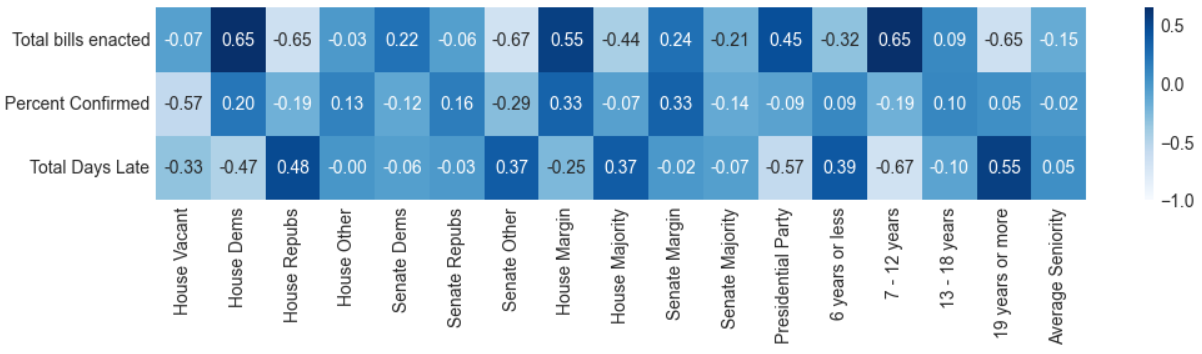 Total bills enacted -0.07 0.65 -0.65 -0.03 0.22 -0.06 -0.67 0.55 -0.44 0.24 -0.21 0.45 -0.32 0.65 0.09 -0.65 -0.15
Percent Confirmed -0.57 0.20 -0.19 0.13 -0.12 0.16 -0.29 0.33 -0.07 0.33 -0.14 -0.09 0.09 -0.19 0.10 0.05 -0.02
Total Days Late -0.33 -0.47 0.48 -0.00 -0.06 -0.03 0.37 -0.25 0.37 -0.02 -0.07 -0.57 0.39 -0.67 -0.10 0.55 0.05
House Vacant
House Dems
House Repubs
House Other
Senate Dems
Senate Repubs
Senate Other
House Margin
House Majority
Senate Margin
Senate Majority
Presidential Party
6 years or less
7 - 12 years
13 - 18 years
19 years or more
Average Seniority
0.5
0.0
−0.5
−1.0